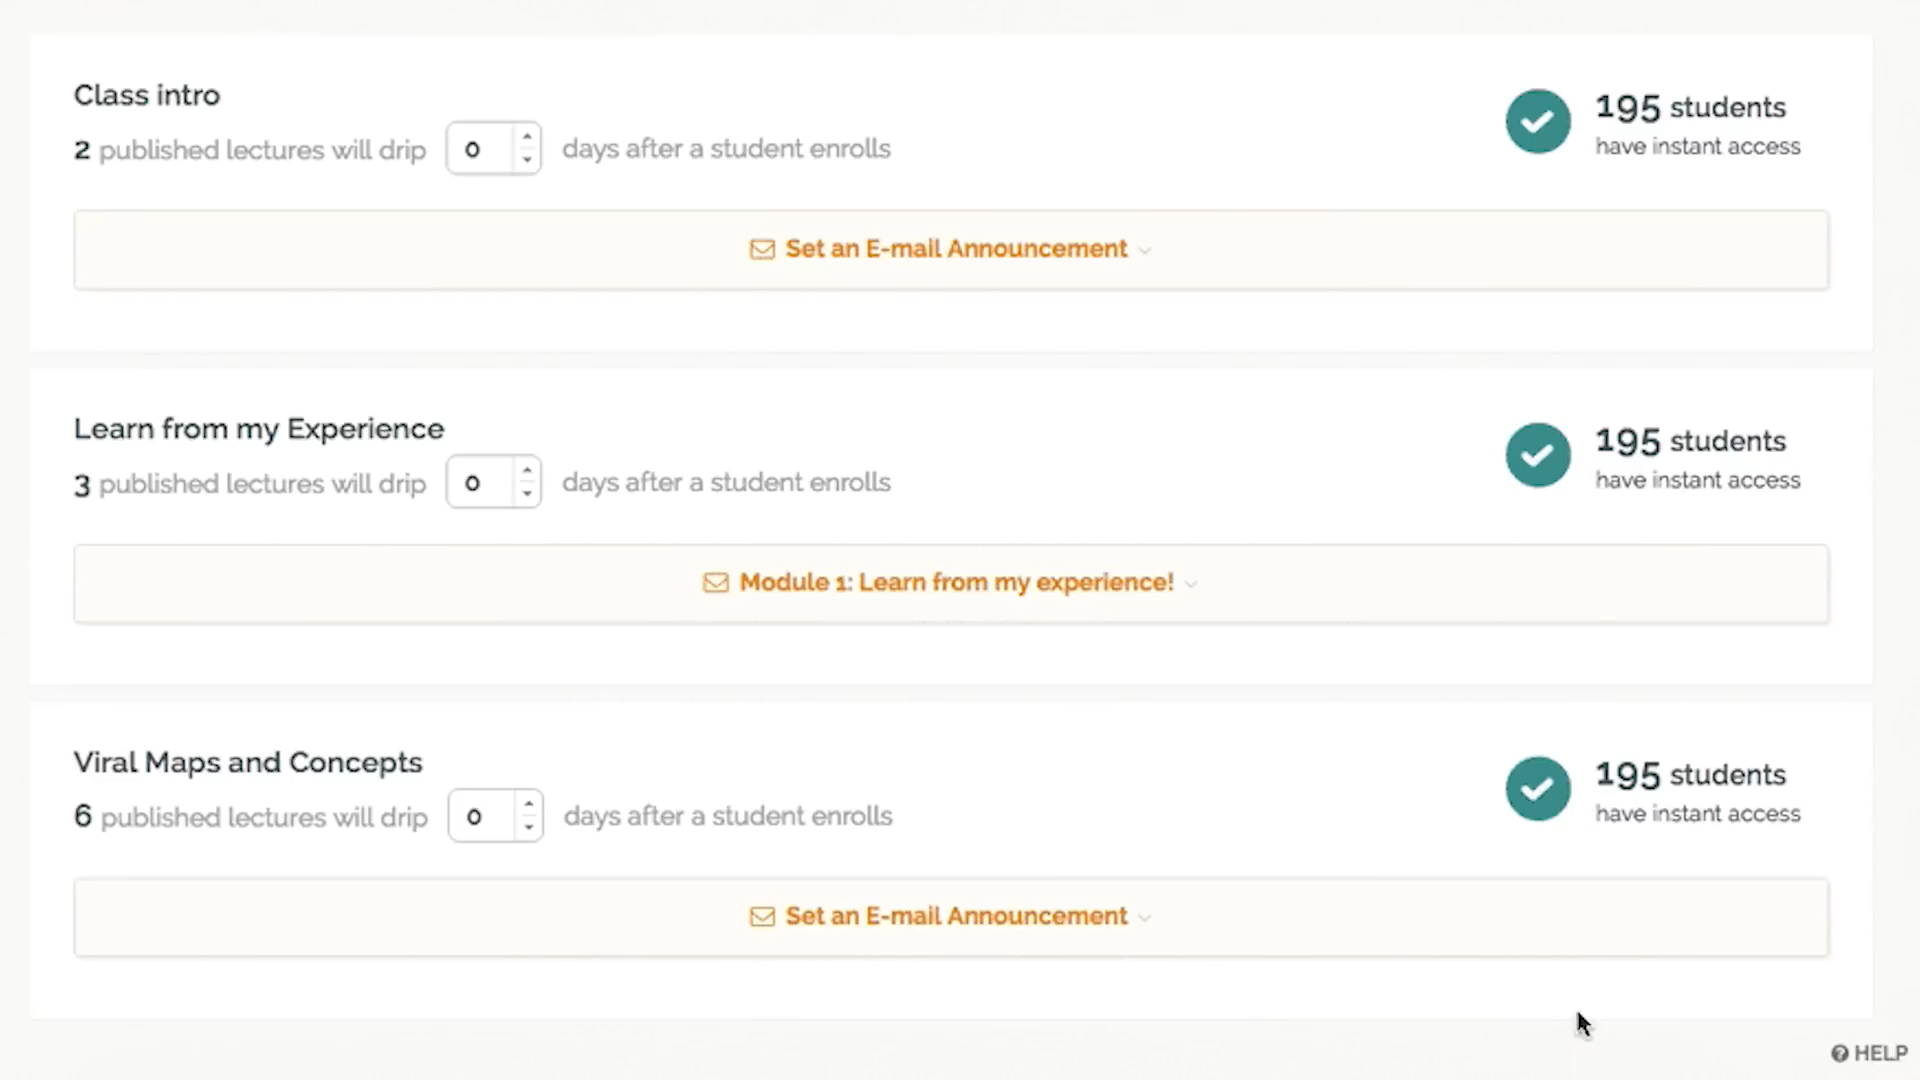 Class intro
2 published lectures will drip 0 days after a student enrolls
195 students
have instant access
Set an E-mail Announcement
Learn from my Experience
3 published lectures will drip 0 days after a student enrolls
195 students
have instant access
Module 1: Learn from my experience!
Viral Maps and Concepts
6 published lectures will drip 0 days after a student enrolls
195 students
have instant access
Set an E-mail Announcement
? HELP